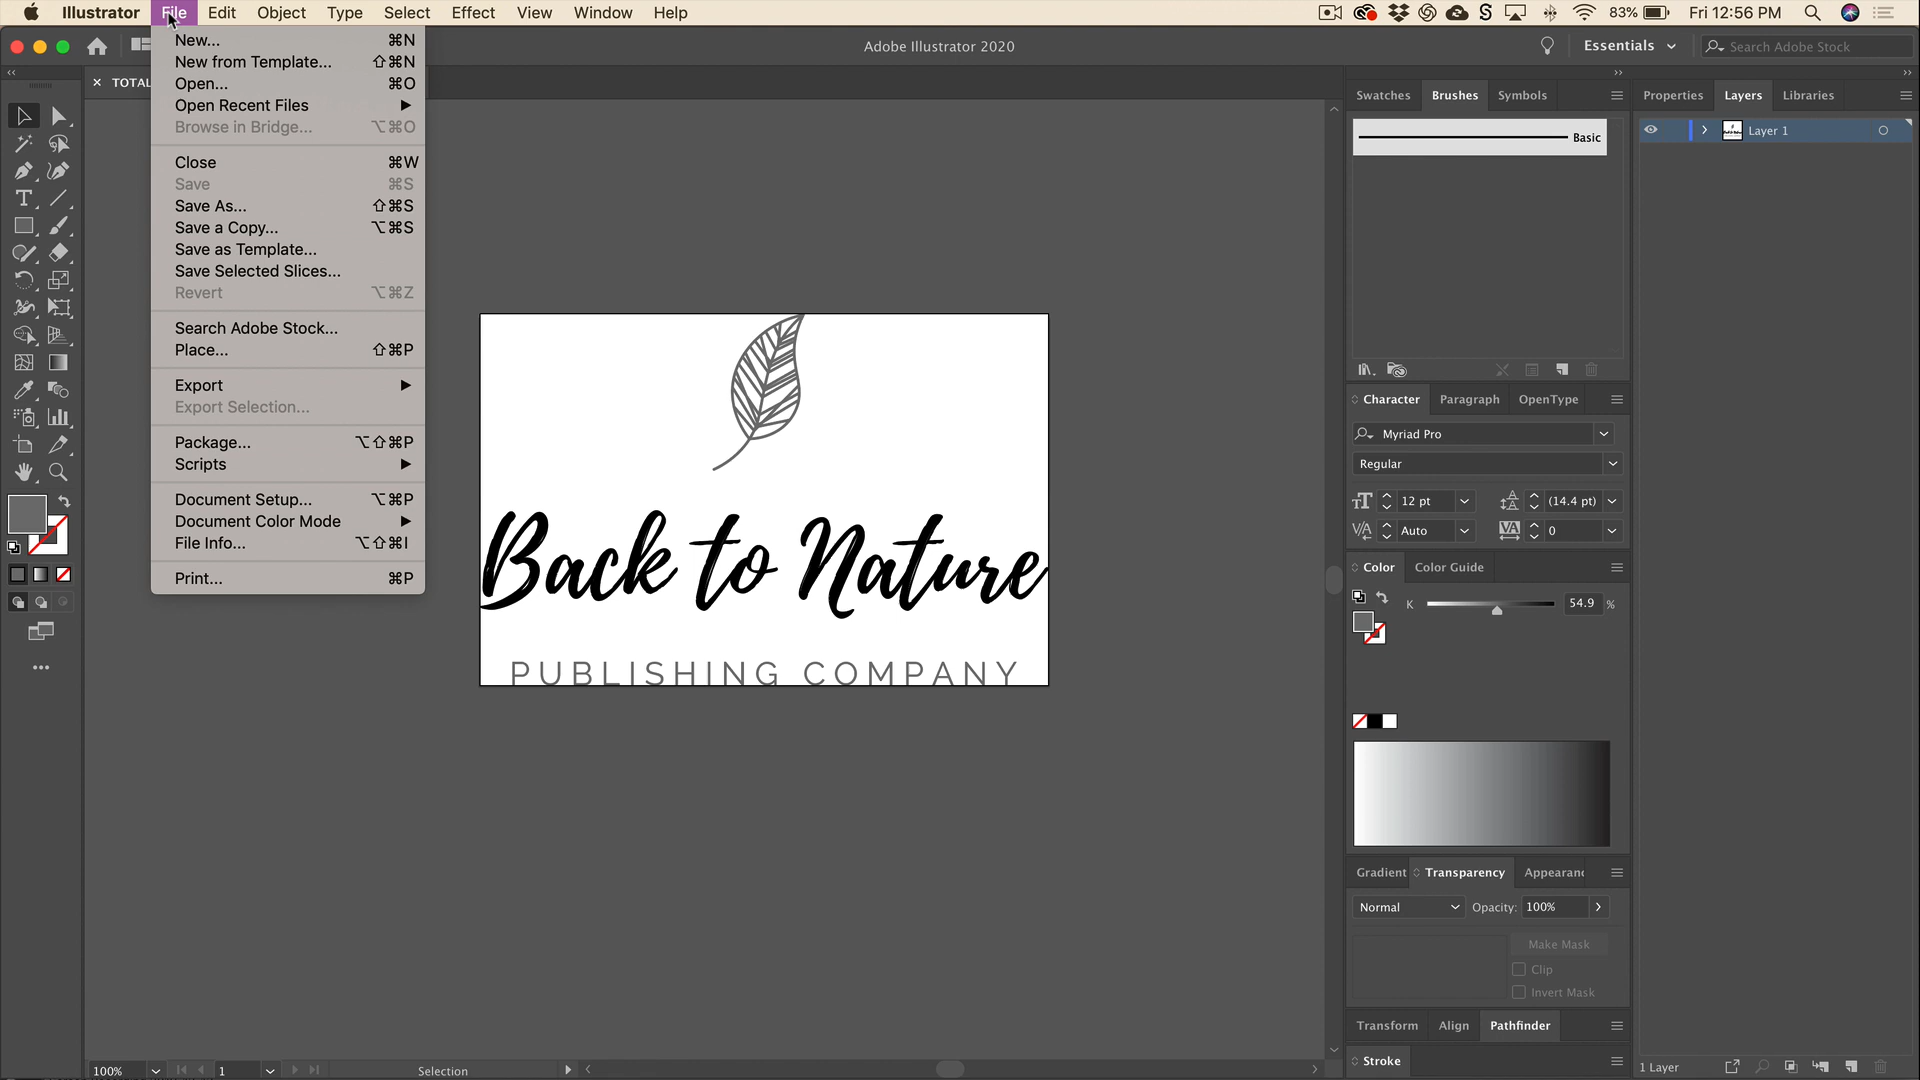 Illustrator File Edit Object Type Select Effect View Window Help
83% Fri 12:56 PM
Adobe Illustrator 2020
Essentials
Search Adobe Stock
TOTAL
New... ⌘N
New from Template... ⇧⌘N
Open... ⌘O
Open Recent Files
Browse in Bridge... ⌥⌘O
Close ⌘W
Save ⌘S
Save As... ⇧⌘S
Save a Copy... ⌥⌘S
Save as Template...
Save Selected Slices...
Revert ⌥⌘Z
Search Adobe Stock...
Place... ⇧⌘P
Export
Export Selection...
Package... ⌥⇧⌘P
Scripts
Document Setup... ⌥⌘P
Document Color Mode
File Info... ⌥⇧⌘I
Print... ⌘P
Back to Nature
PUBLISHING COMPANY
Swatches Brushes Symbols
Basic
Character Paragraph OpenType
Myriad Pro
Regular
12 pt (14.4 pt)
Auto 0
Color Color Guide
K 54.9 %
Gradient Transparency Appearanc
Normal Opacity: 100%
Make Mask
Clip
Invert Mask
Transform Align Pathfinder
Stroke
Properties Layers Libraries
Layer 1
1 Layer
100% 1 Selection